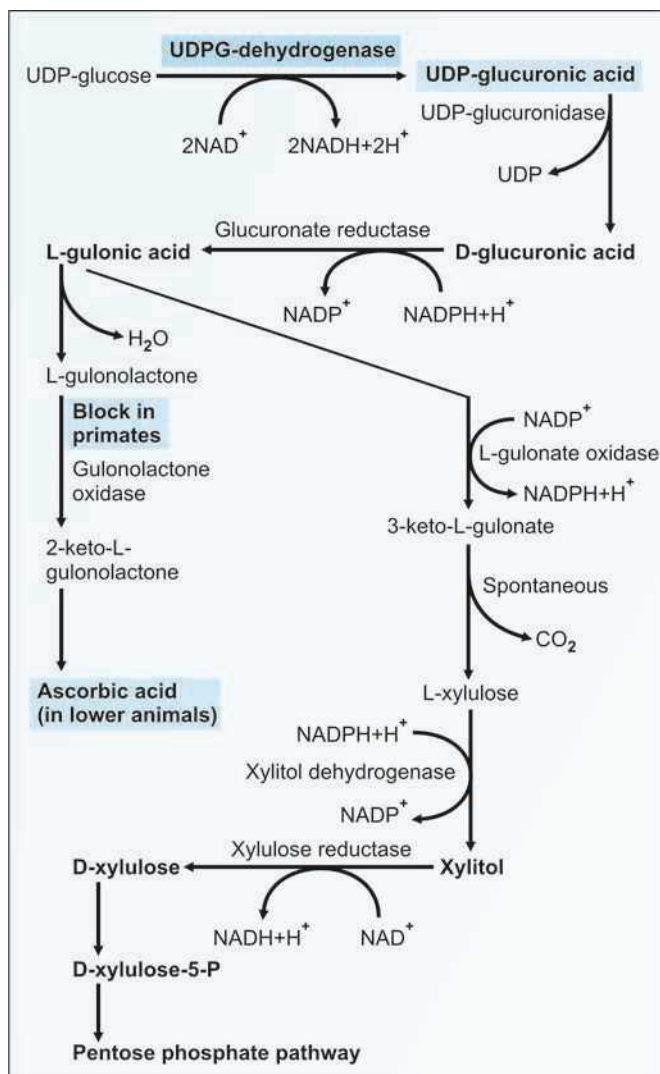 UDPG-dehydrogenase
UDP-glucose
UDP-glucuronic acid
2NAD+
2NADH+2H+
UDP-glucuronidase
UDP
Glucuronate reductase
L-gulonic acid
D-glucuronic acid
NADP+
NADPH+H+
H2O
L-gulonolactone
Block in
primates
Gulonolactone
oxidase
2-keto-L-
gulonolactone
Ascorbic acid
(in lower animals)
NADP+
L-gulonate oxidase
NADPH+H+
3-keto-L-gulonate
Spontaneous
CO2
L-xylulose
NADPH+H+
Xylitol dehydrogenase
NADP+
Xylulose reductase
D-xylulose
Xylitol
NADH+H+
NAD+
D-xylulose-5-P
Pentose phosphate pathway